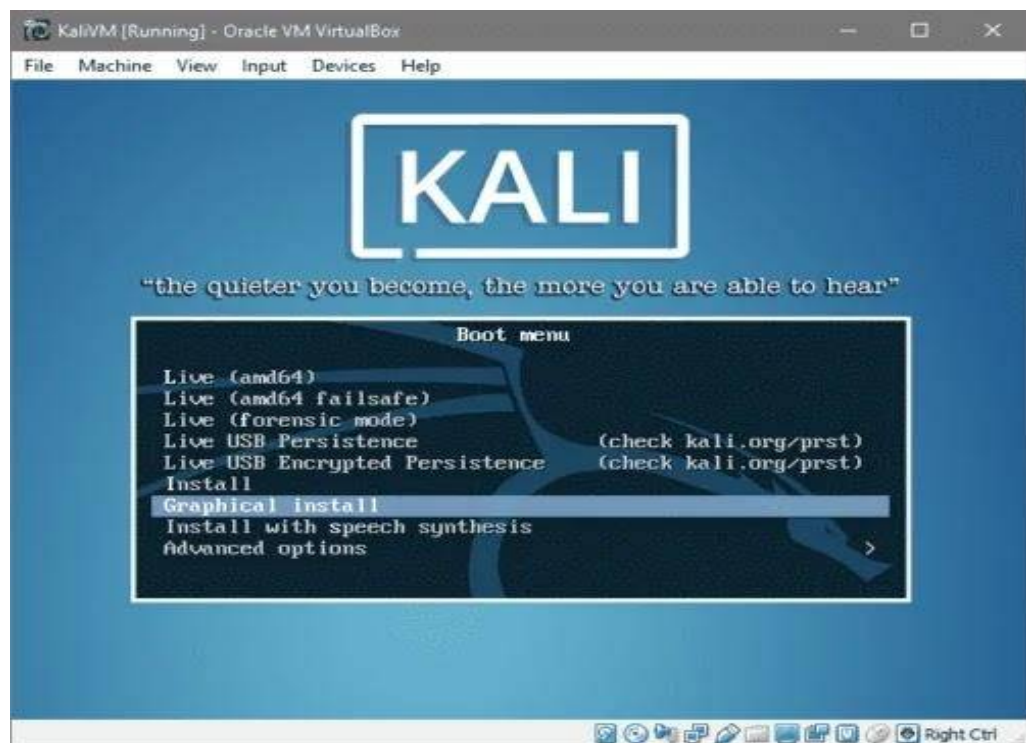 KaliVM [Running] - Oracle VM VirtualBox
File Machine View Input Devices Help
KALI
“the quieter you become, the more you are able to hear”
Boot menu
Live (amd64)
Live (amd64 failsafe)
Live (forensic mode)
Live USB Persistence (check kali.org/prst)
Live USB Encrypted Persistence (check kali.org/prst)
Install
Graphical install
Install with speech synthesis
Advanced options >
Right Ctrl